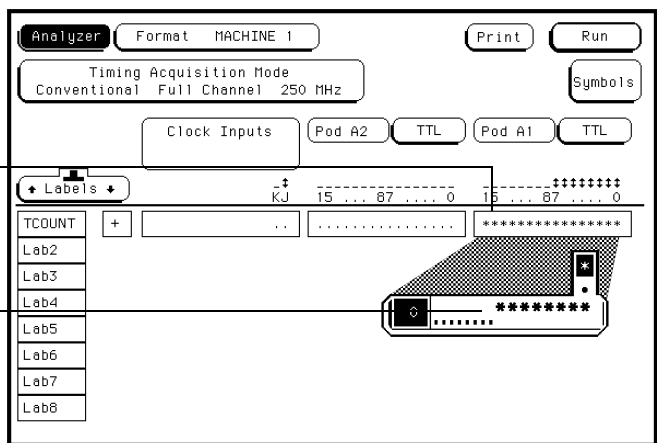 Analyzer Format MACHINE 1 Print Run
Timing Acquisition Mode
Conventional Full Channel 250 MHz
Symbols
Clock Inputs Pod A2 TTL Pod A1 TTL
Labels
KJ 15 ... 87 .... 0 15 ... 87 .... 0
TCOUNT + .. ................ ****************
Lab2
Lab3
*
.
Lab4
........ ********
Lab5
Lab6
Lab7
Lab8